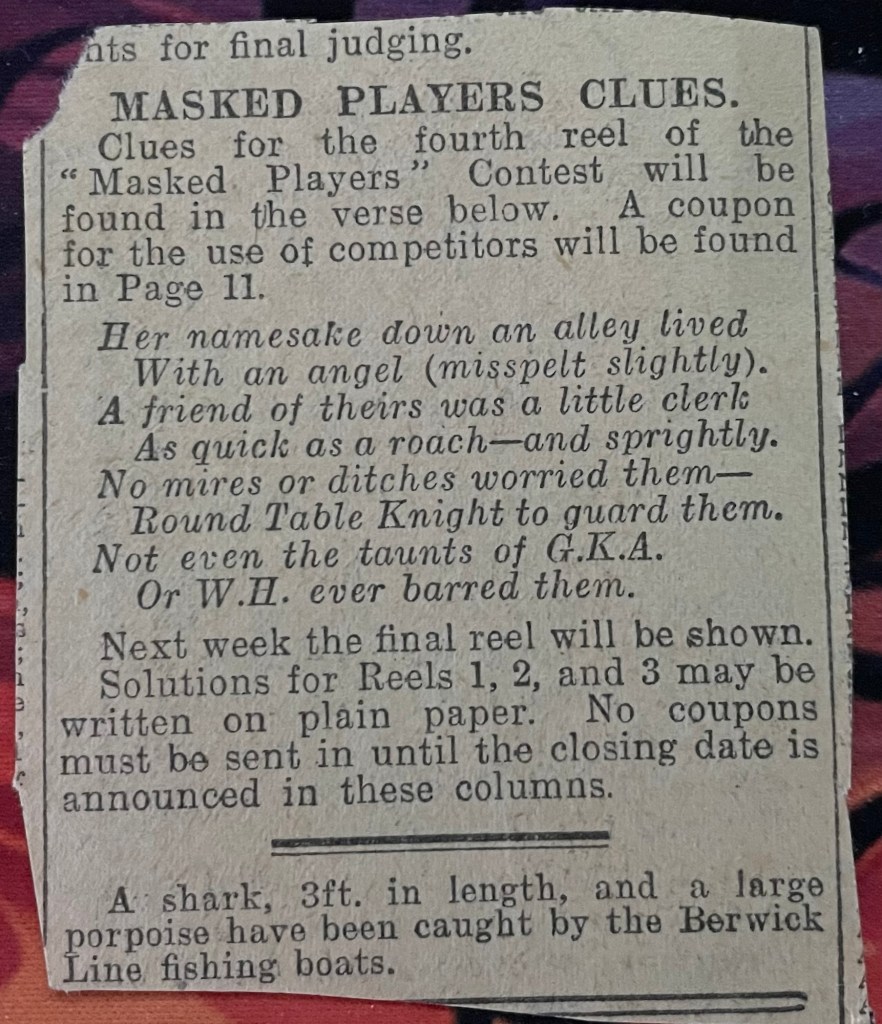 nts for final judging.
MASKED PLAYERS CLUES.
Clues for the fourth reel of the
“Masked Players” Contest will be
found in the verse below. A coupon
for the use of competitors will be found
in Page 11.
Her namesake down an alley lived
With an angel (misspelt slightly).
A friend of theirs was a little clerk
As quick as a roach—and sprightly.
No mires or ditches worried them—
Round Table Knight to guard them.
Not even the taunts of G.K.A.
Or W.H. ever barred them.
Next week the final reel will be shown.
Solutions for Reels 1, 2, and 3 may be
written on plain paper. No coupons
must be sent in until the closing date is
announced in these columns.
A shark, 3ft. in length, and a large
porpoise have been caught by the Berwick
Line fishing boats.